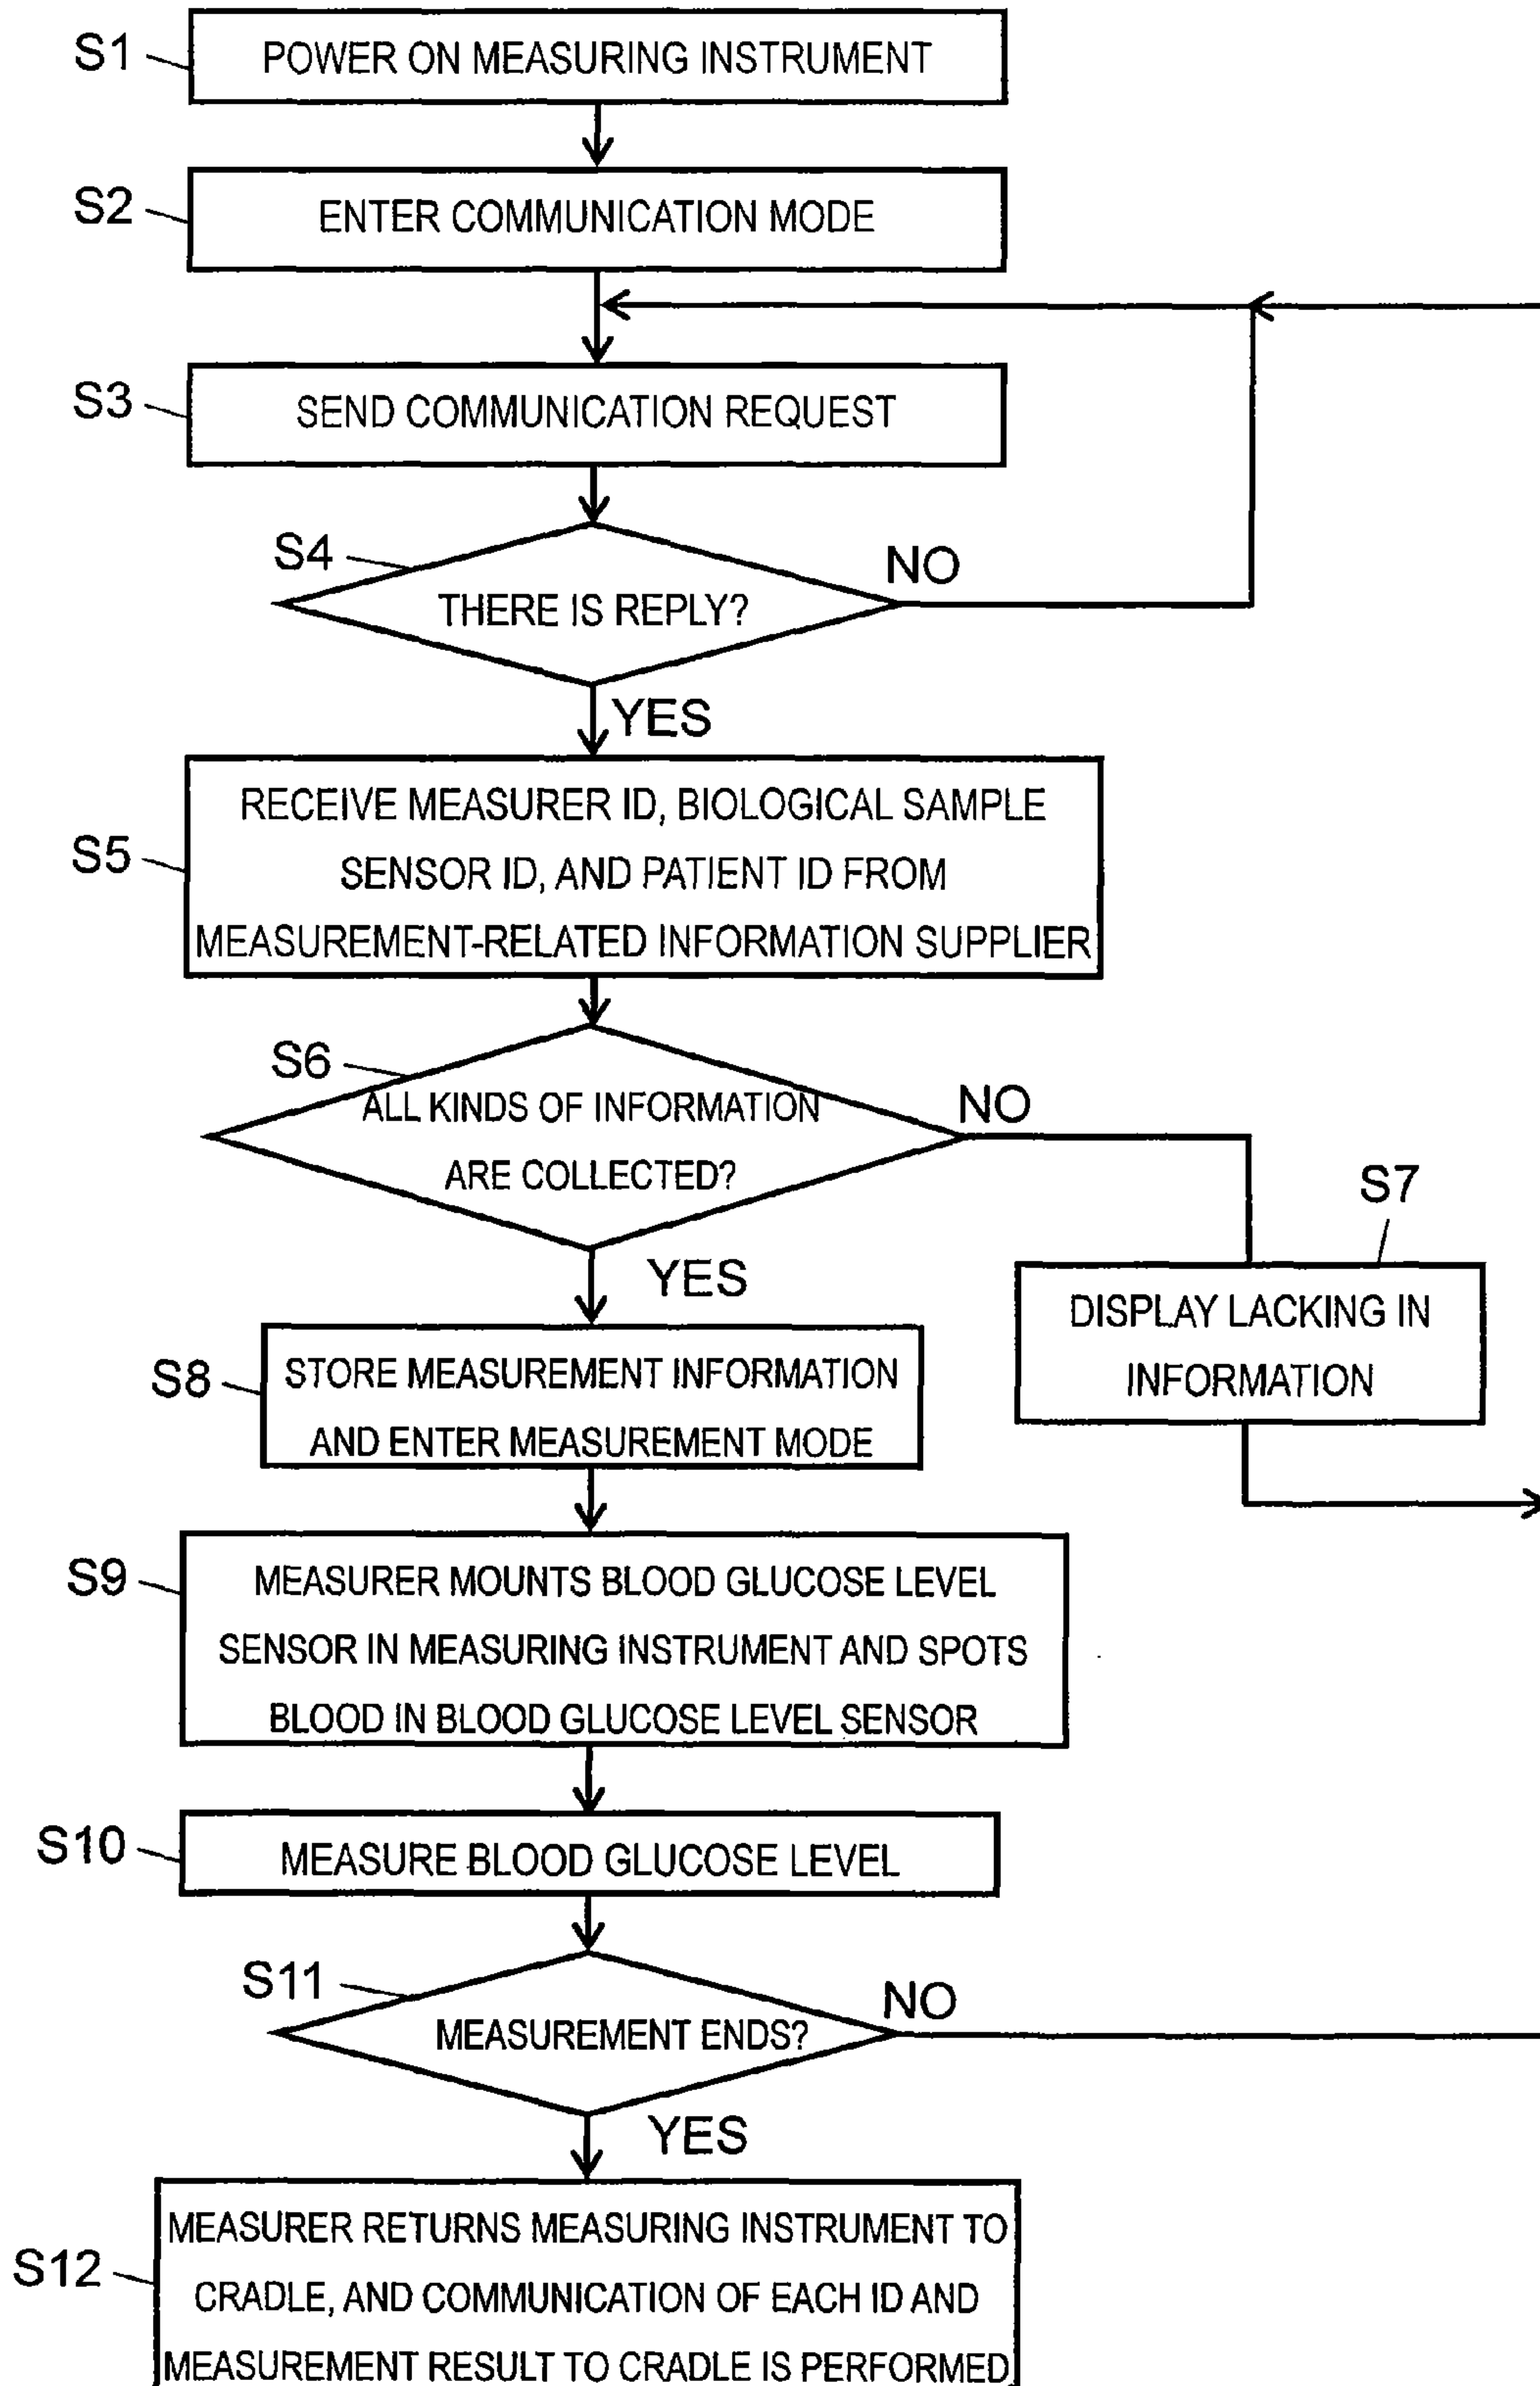 S1
POWER ON MEASURING INSTRUMENT
S2
ENTER COMMUNICATION MODE
S3
SEND COMMUNICATION REQUEST
S4
THERE IS REPLY?
NO
YES
S5
RECEIVE MEASURER ID, BIOLOGICAL SAMPLE
SENSOR ID, AND PATIENT ID FROM
MEASUREMENT-RELATED INFORMATION SUPPLIER
S6
ALL KINDS OF INFORMATION
ARE COLLECTED?
NO
YES
S7
DISPLAY LACKING IN
INFORMATION
S8
STORE MEASUREMENT INFORMATION
AND ENTER MEASUREMENT MODE
S9
MEASURER MOUNTS BLOOD GLUCOSE LEVEL
SENSOR IN MEASURING INSTRUMENT AND SPOTS
BLOOD IN BLOOD GLUCOSE LEVEL SENSOR
S10
MEASURE BLOOD GLUCOSE LEVEL
S11
MEASUREMENT ENDS?
NO
YES
S12
MEASURER RETURNS MEASURING INSTRUMENT TO
CRADLE, AND COMMUNICATION OF EACH ID AND
MEASUREMENT RESULT TO CRADLE IS PERFORMED